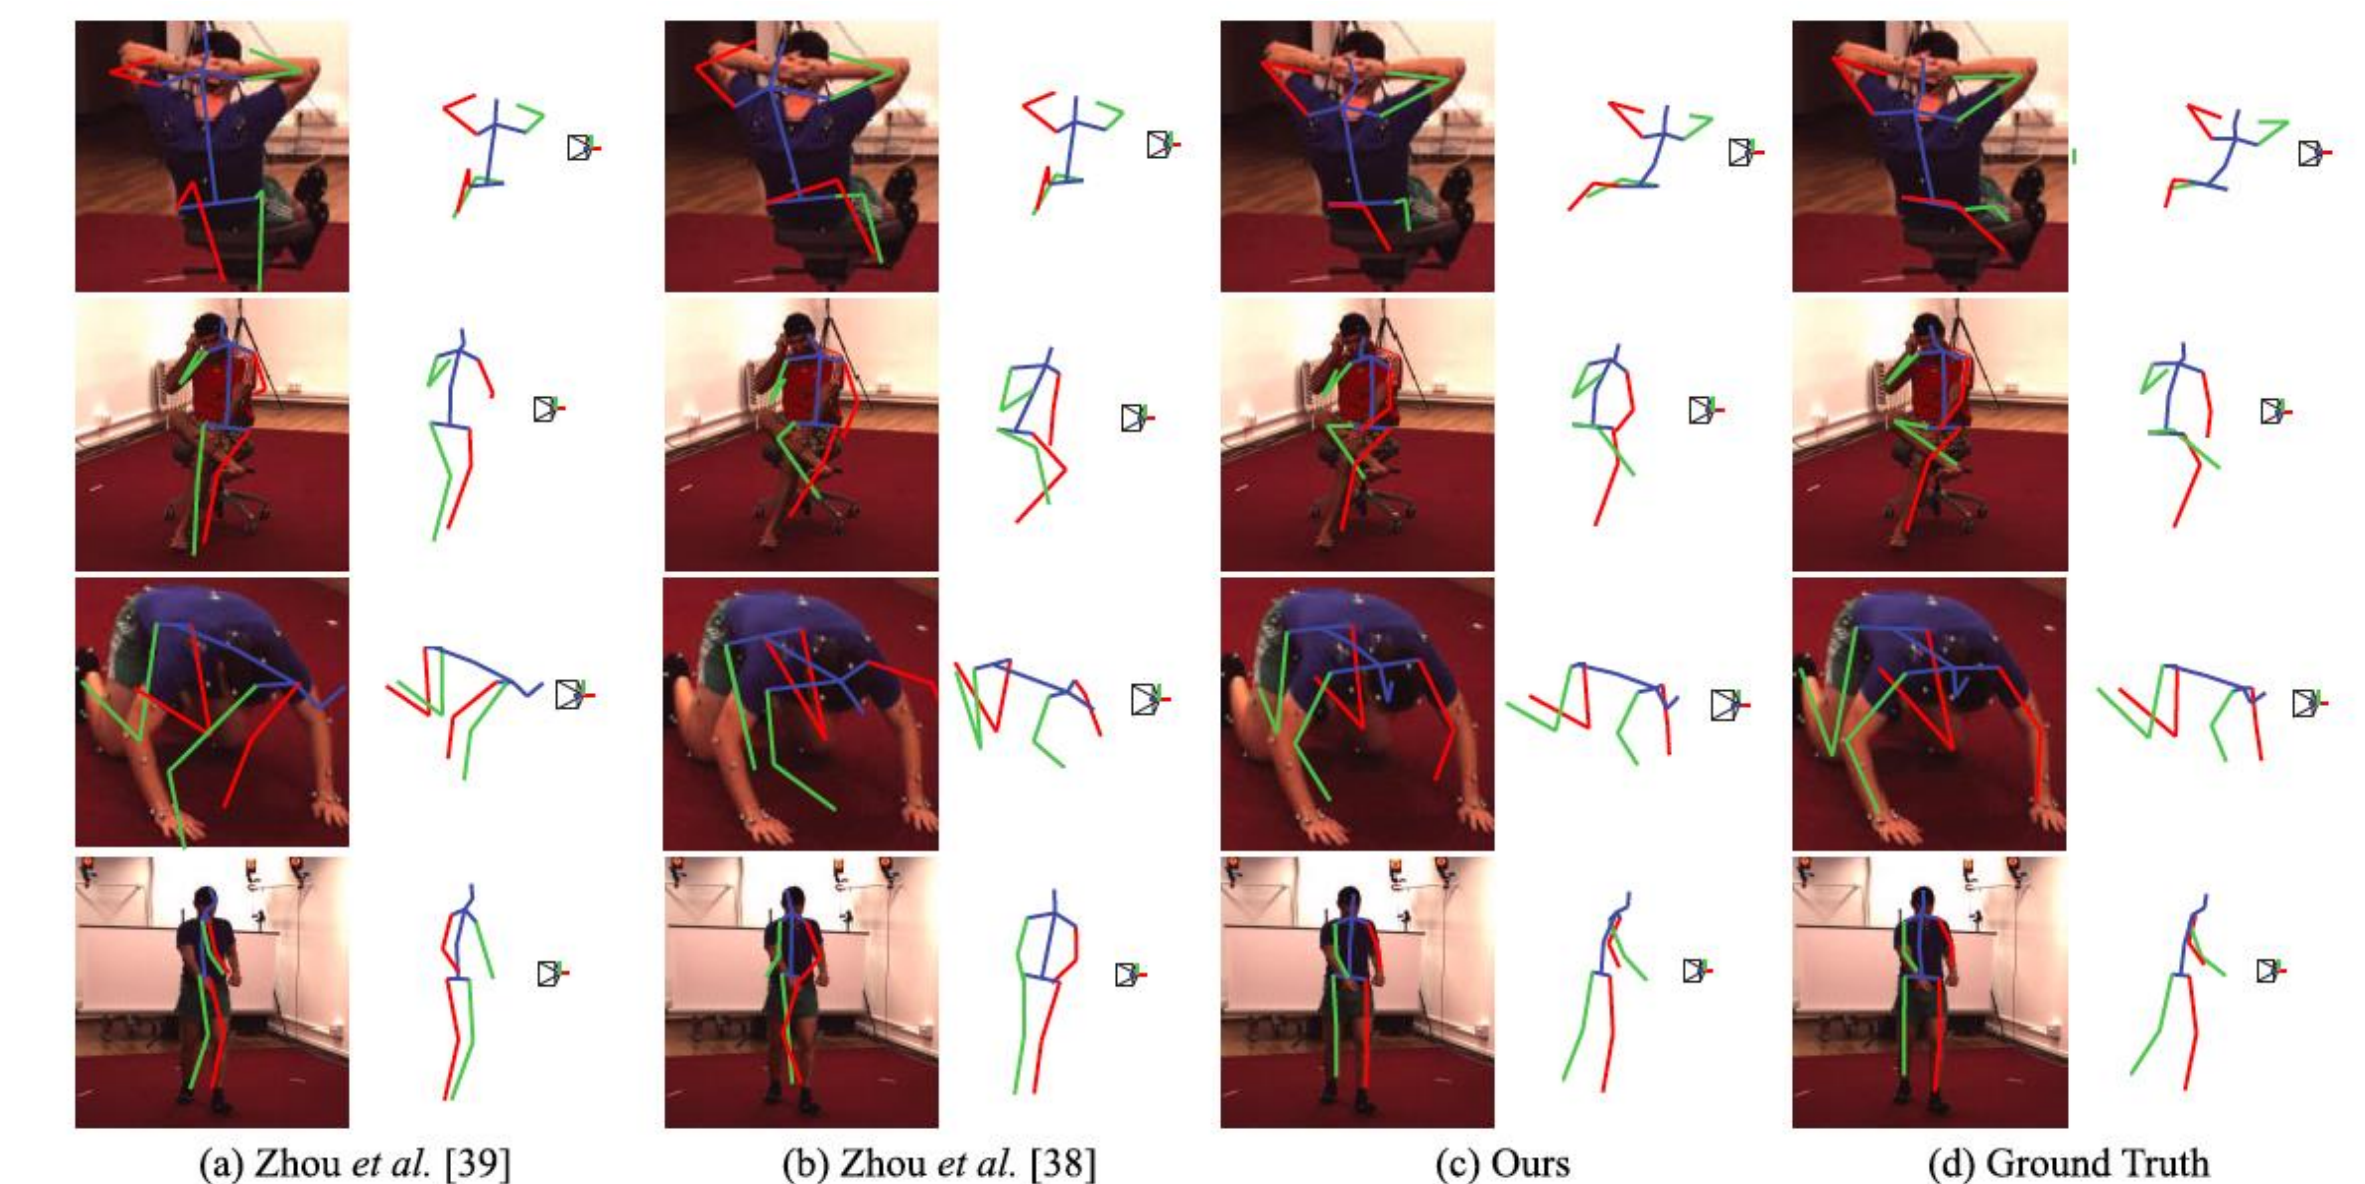 (a) Zhou et al. [39]
(b) Zhou et al. [38]
(c) Ours
(d) Ground Truth